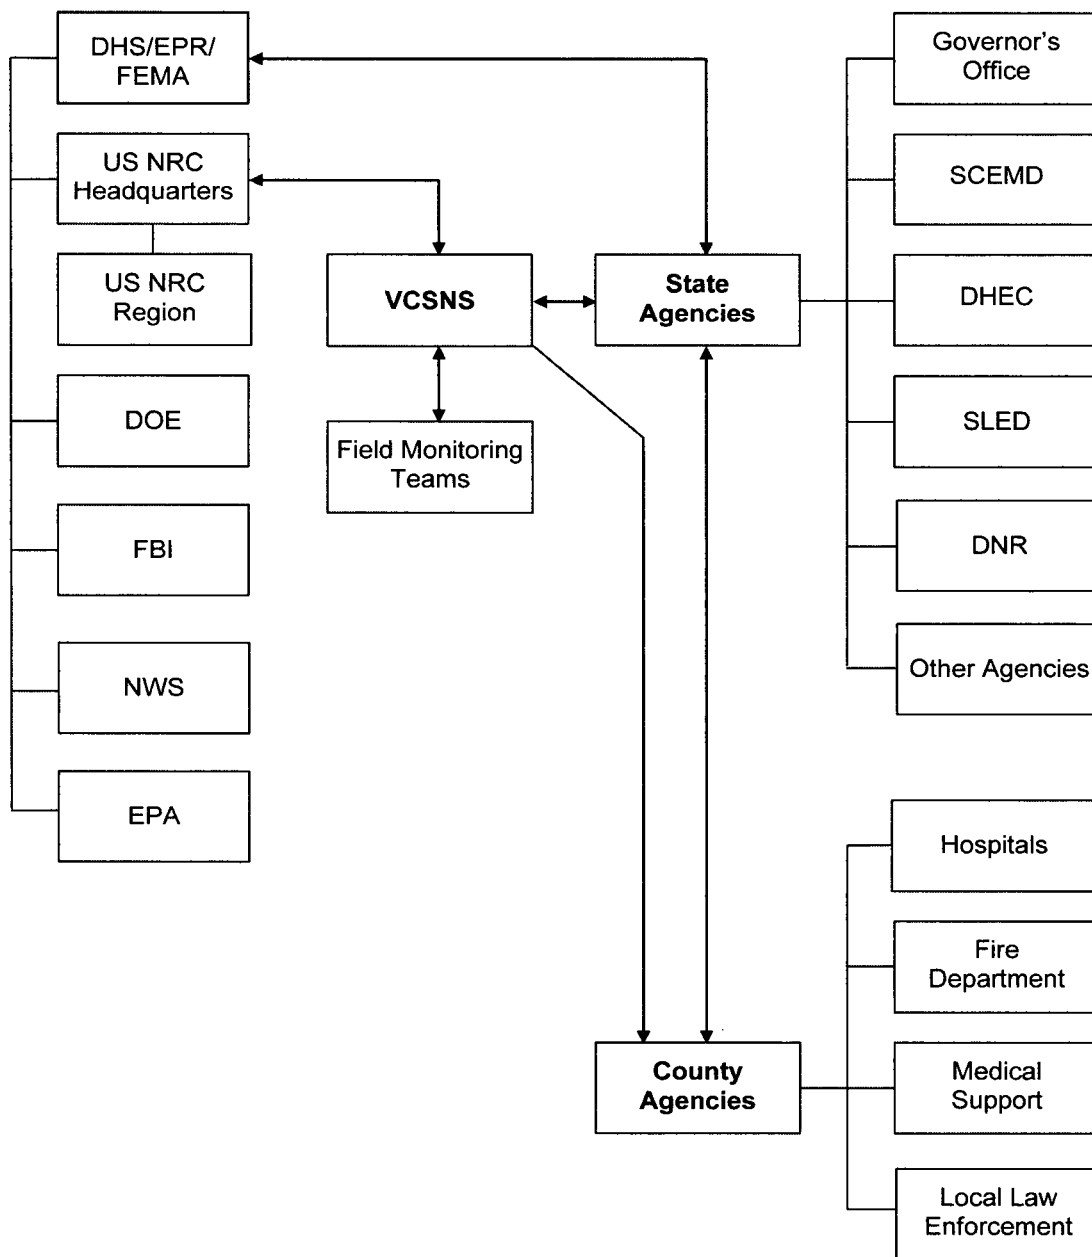 DHS/EPR/
FEMA
US NRC
Headquarters
US NRC
Region
DOE
FBI
NWS
EPA
VCSNS
Field Monitoring
Teams
State
Agencies
County
Agencies
Governor's
Office
SCEMD
DHEC
SLED
DNR
Other Agencies
Hospitals
Fire
Department
Medical
Support
Local Law
Enforcement